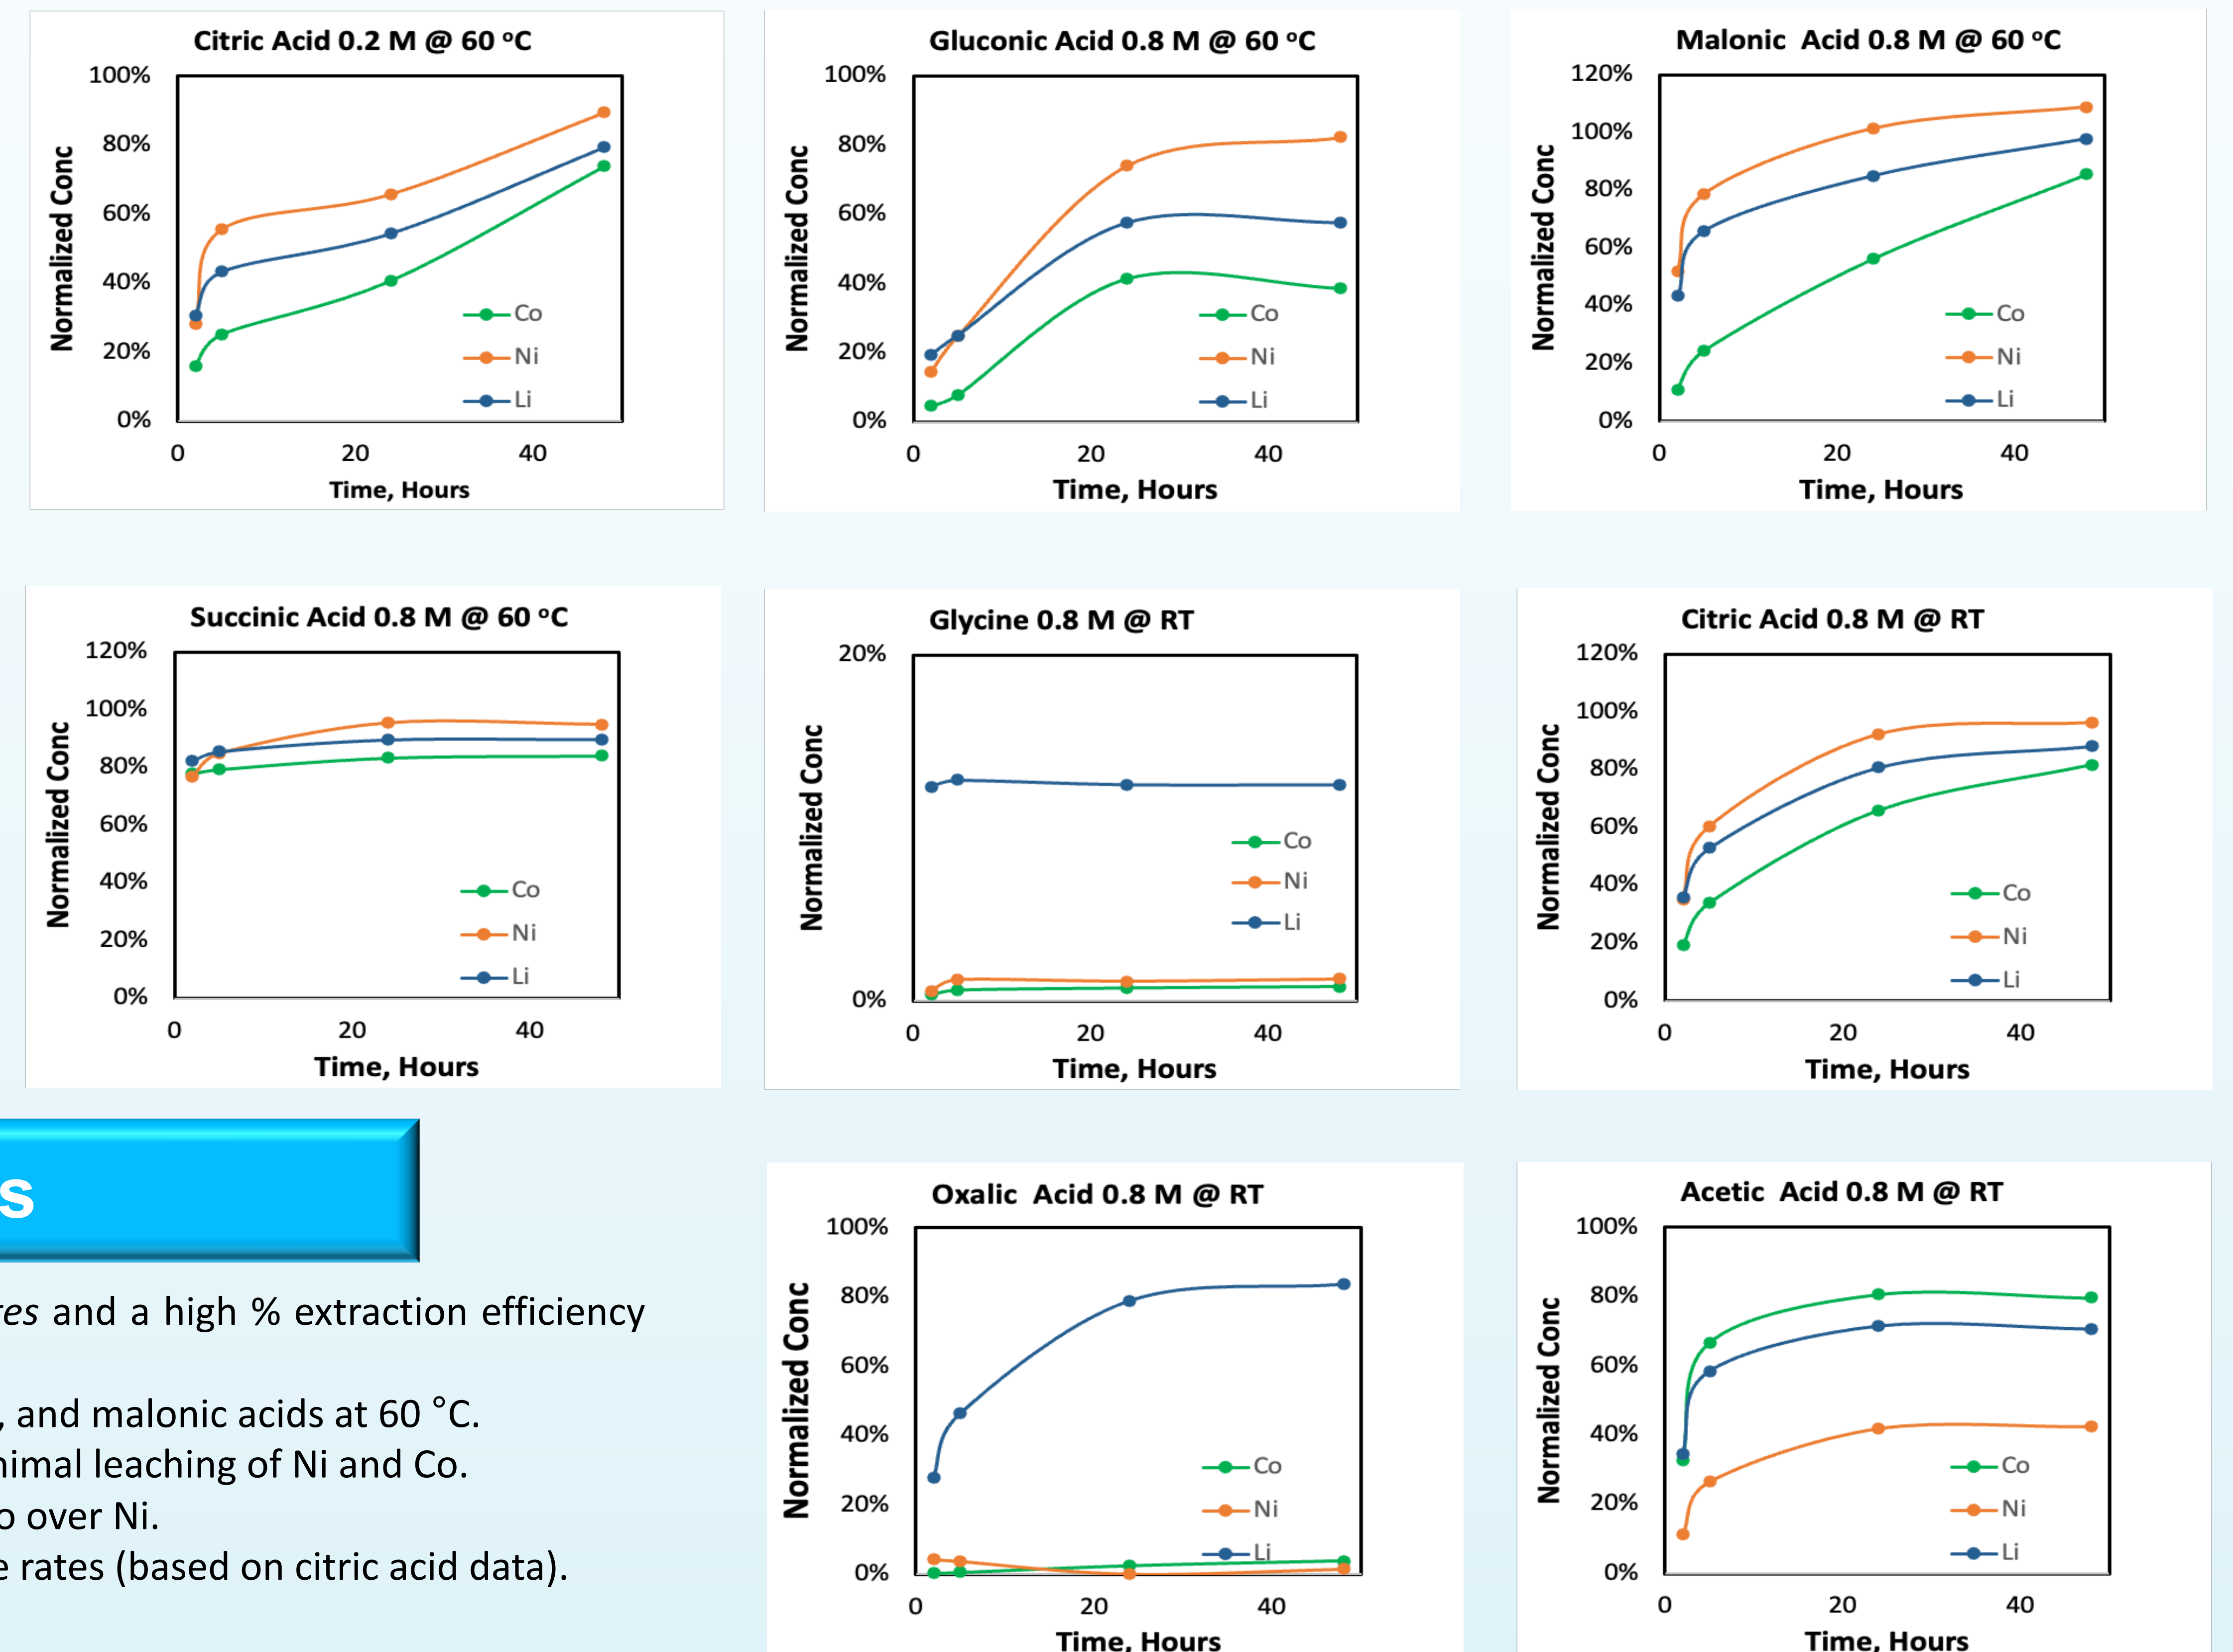 Citric Acid 0.2 M @ 60 ᵒC
100%
80%
60%
40%
20%
0%
Normalized Conc
Co
Ni
Li
0 20 40
Time, Hours
Gluconic Acid 0.8 M @ 60 ᵒC
100%
80%
60%
40%
20%
0%
Normalized Conc
Co
Ni
Li
0 20 40
Time, Hours
Malonic Acid 0.8 M @ 60 ᵒC
120%
100%
80%
60%
40%
20%
0%
Normalized Conc
Co
Ni
Li
0 20 40
Time, Hours
Succinic Acid 0.8 M @ 60 ᵒC
120%
100%
80%
60%
40%
20%
0%
Normalized Conc
Co
Ni
Li
0 20 40
Time, Hours
Glycine 0.8 M @ RT
20%
0%
Normalized Conc
Co
Ni
Li
0 20 40
Time, Hours
Citric Acid 0.8 M @ RT
120%
100%
80%
60%
40%
20%
0%
Normalized Conc
Co
Ni
Li
0 20 40
Time, Hours
s
res and a high % extraction efficiency
, and malonic acids at 60 °C.
nimal leaching of Ni and Co.
o over Ni.
e rates (based on citric acid data).
Oxalic Acid 0.8 M @ RT
100%
80%
60%
40%
20%
0%
Normalized Conc
Co
Ni
Li
0 20 40
Time, Hours
Acetic Acid 0.8 M @ RT
100%
80%
60%
40%
20%
0%
Normalized Conc
Co
Ni
Li
0 20 40
Time, Hours